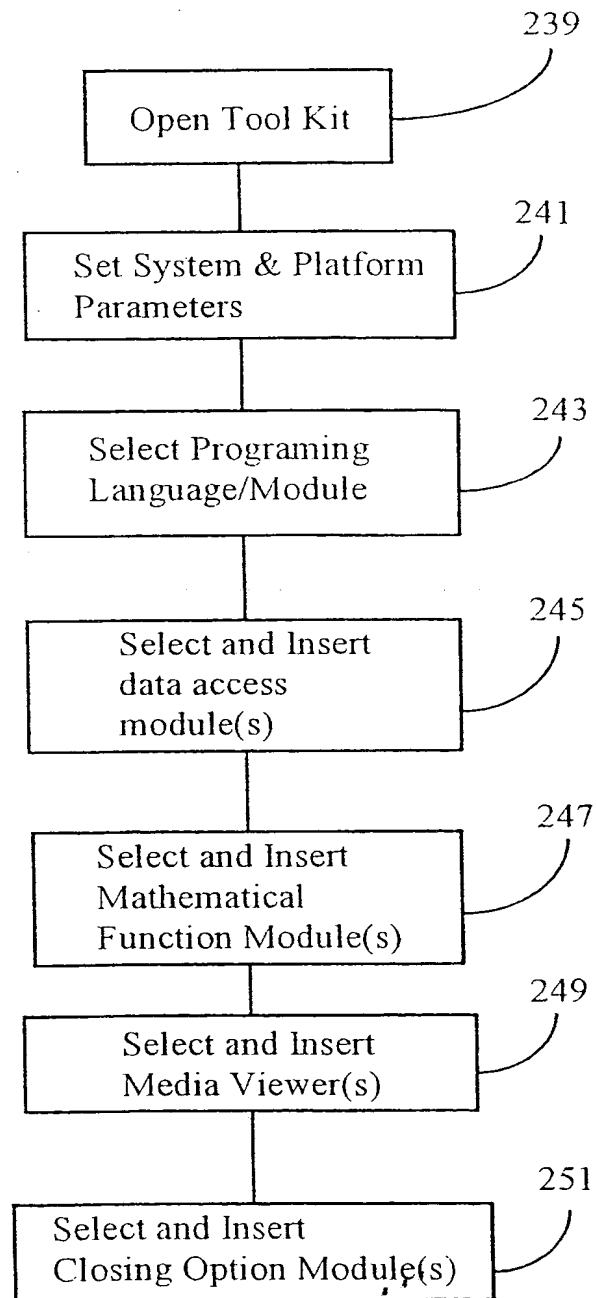 239
Open Tool Kit
241
Set System & Platform
Parameters
243
Select Programing
Language/Module
245
Select and Insert
data access
module(s)
247
Select and Insert
Mathematical
Function Module(s)
249
Select and Insert
Media Viewer(s)
251
Select and Insert
Closing Option Module(s)